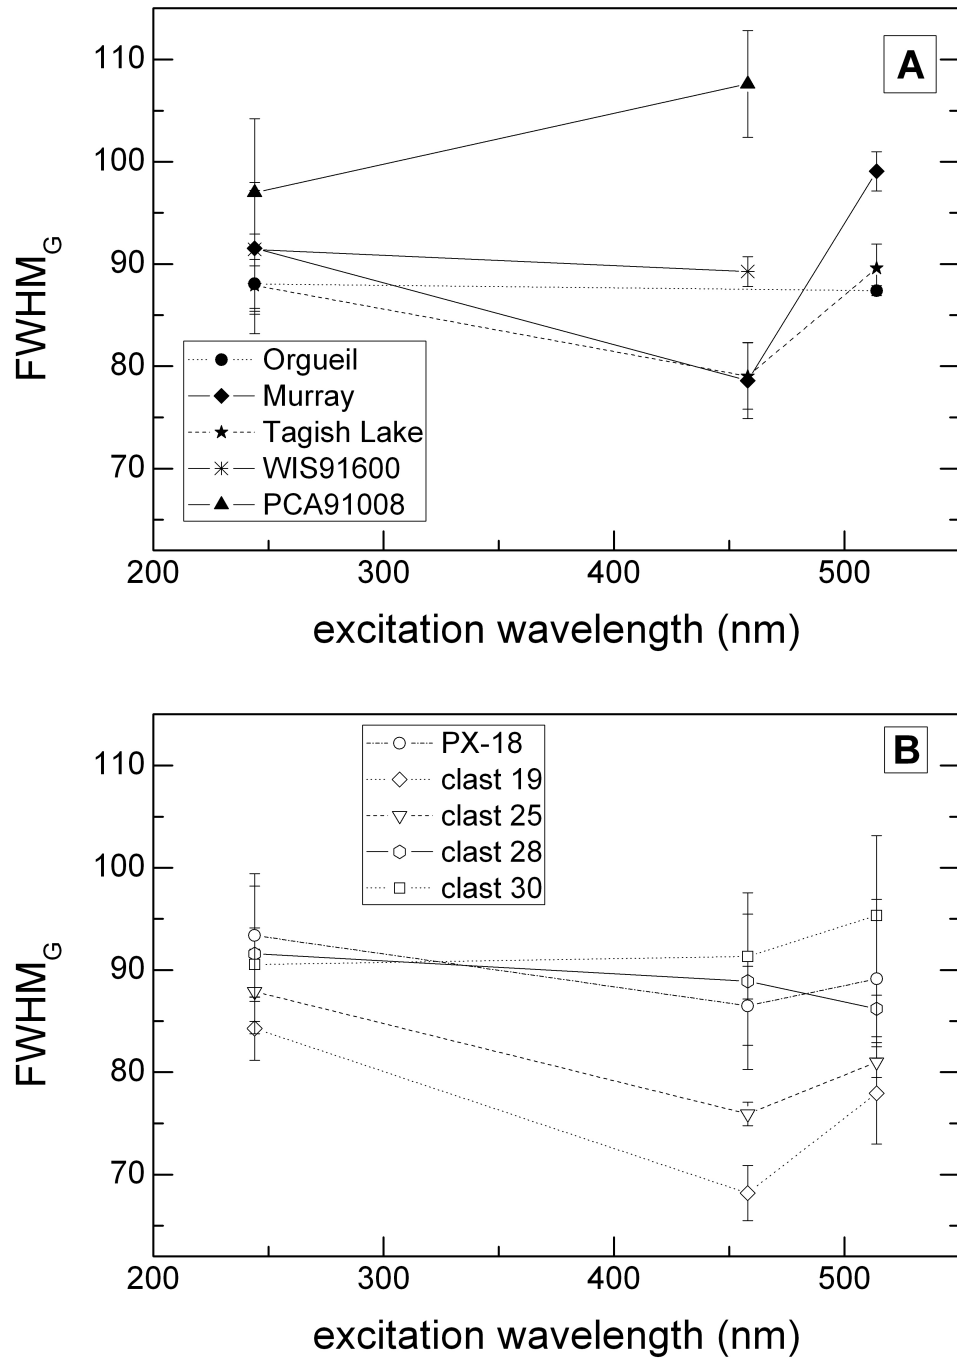 A
110
100
90
80
70
FWHM_G
Orgueil
Murray
Tagish Lake
WIS91600
PCA91008
200 300 400 500
excitation wavelength (nm)
B
110
100
90
80
70
FWHM_G
PX-18
clast 19
clast 25
clast 28
clast 30
200 300 400 500
excitation wavelength (nm)